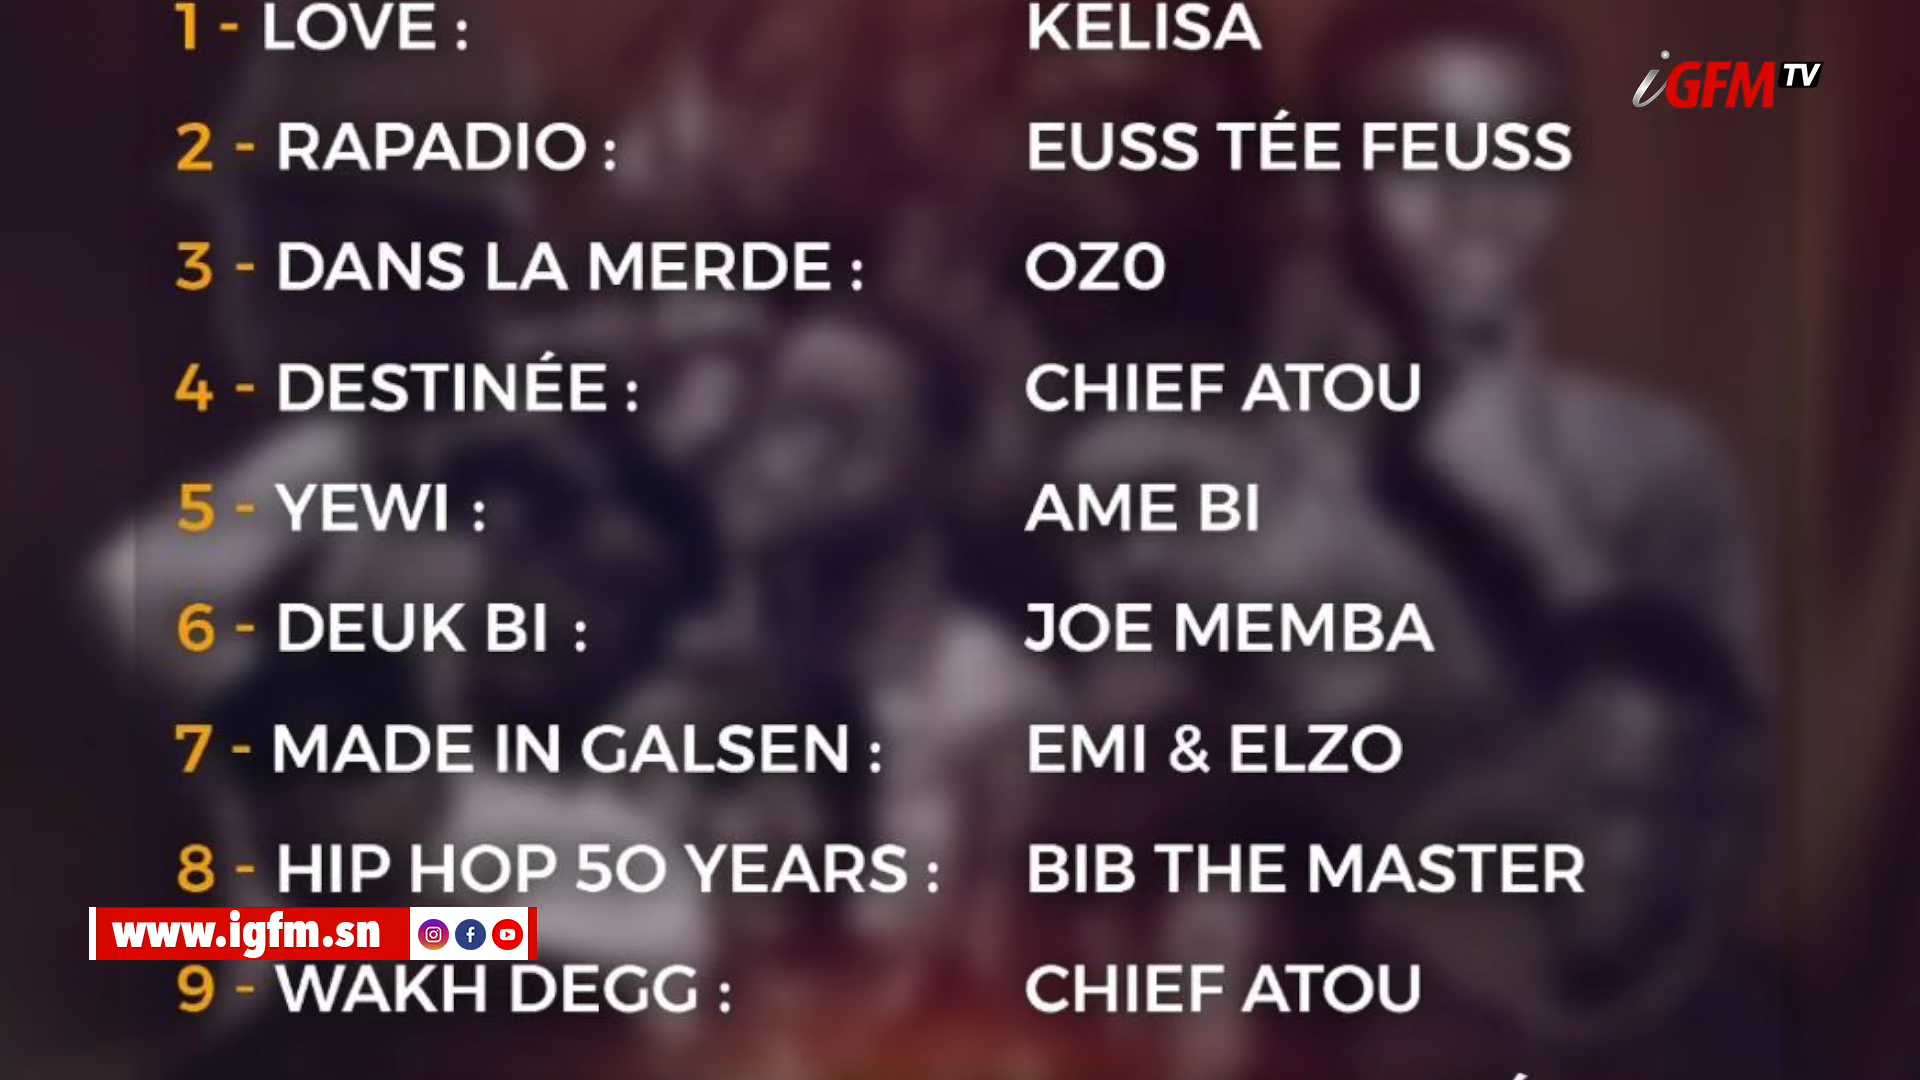 1 - LOVE : KELISA
iGFM TV
2 - RAPADIO : EUSS TÉE FEUSS
3 - DANS LA MERDE : OZO
4 - DESTINÉE : CHIEF ATOU
5 - YEWI : AME BI
6 - DEUK BI : JOE MEMBA
7 - MADE IN GALSEN : EMI & ELZO
8 - HIP HOP 50 YEARS : BIB THE MASTER
www.igfm.sn
9 - WAKH DEGG : CHIEF ATOU